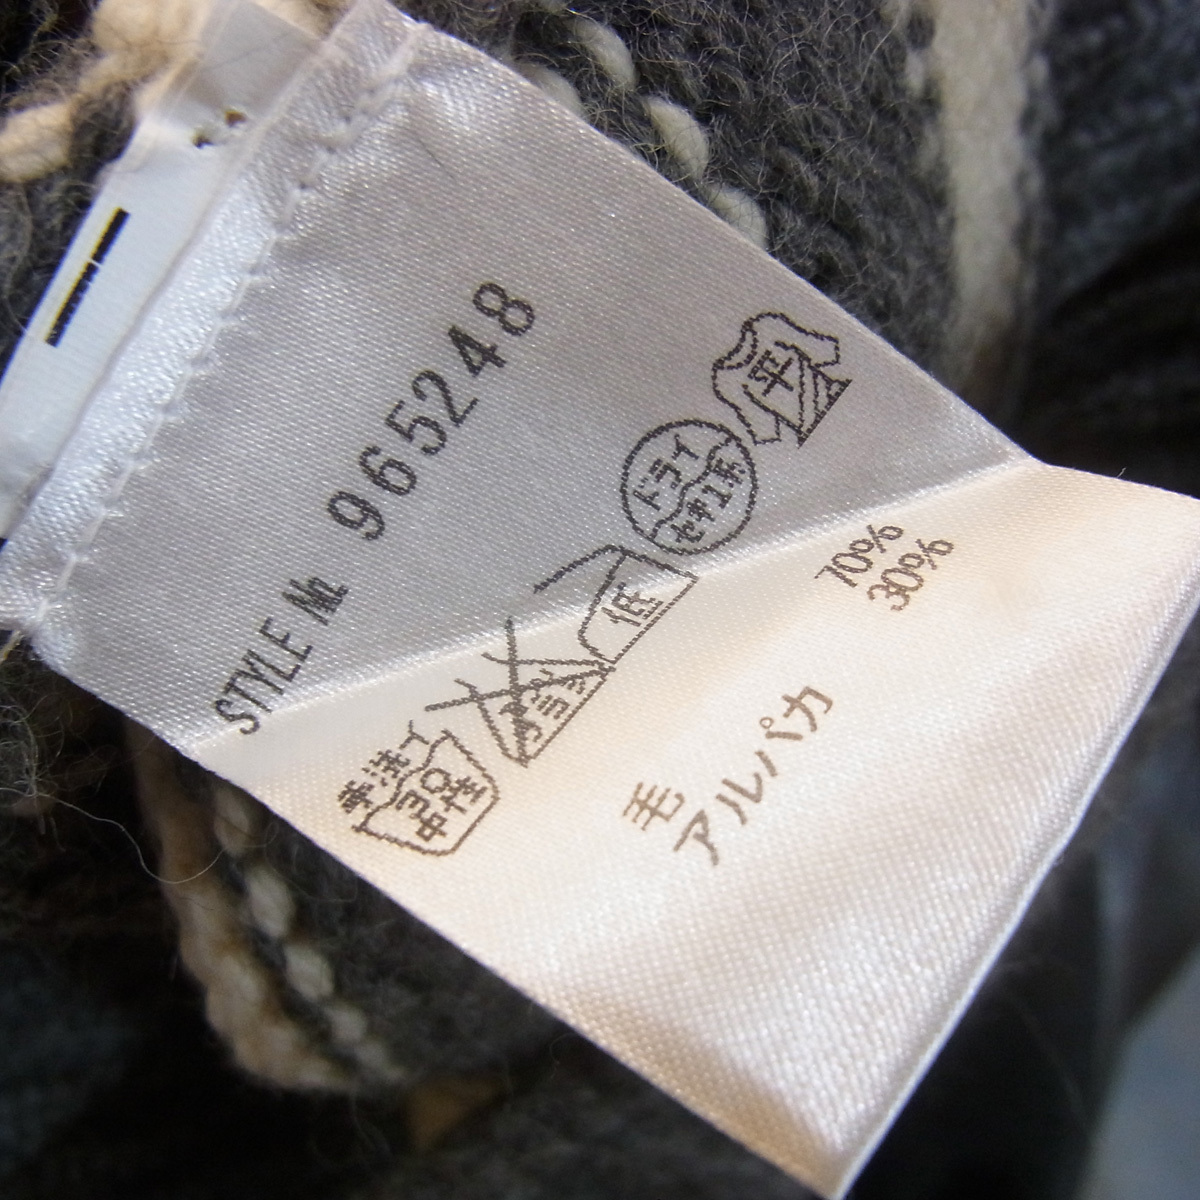 STYLE № 965248
手洗イ
30
中性
低
ドライ
セキユ系
平
毛 70%
アルパカ 30%